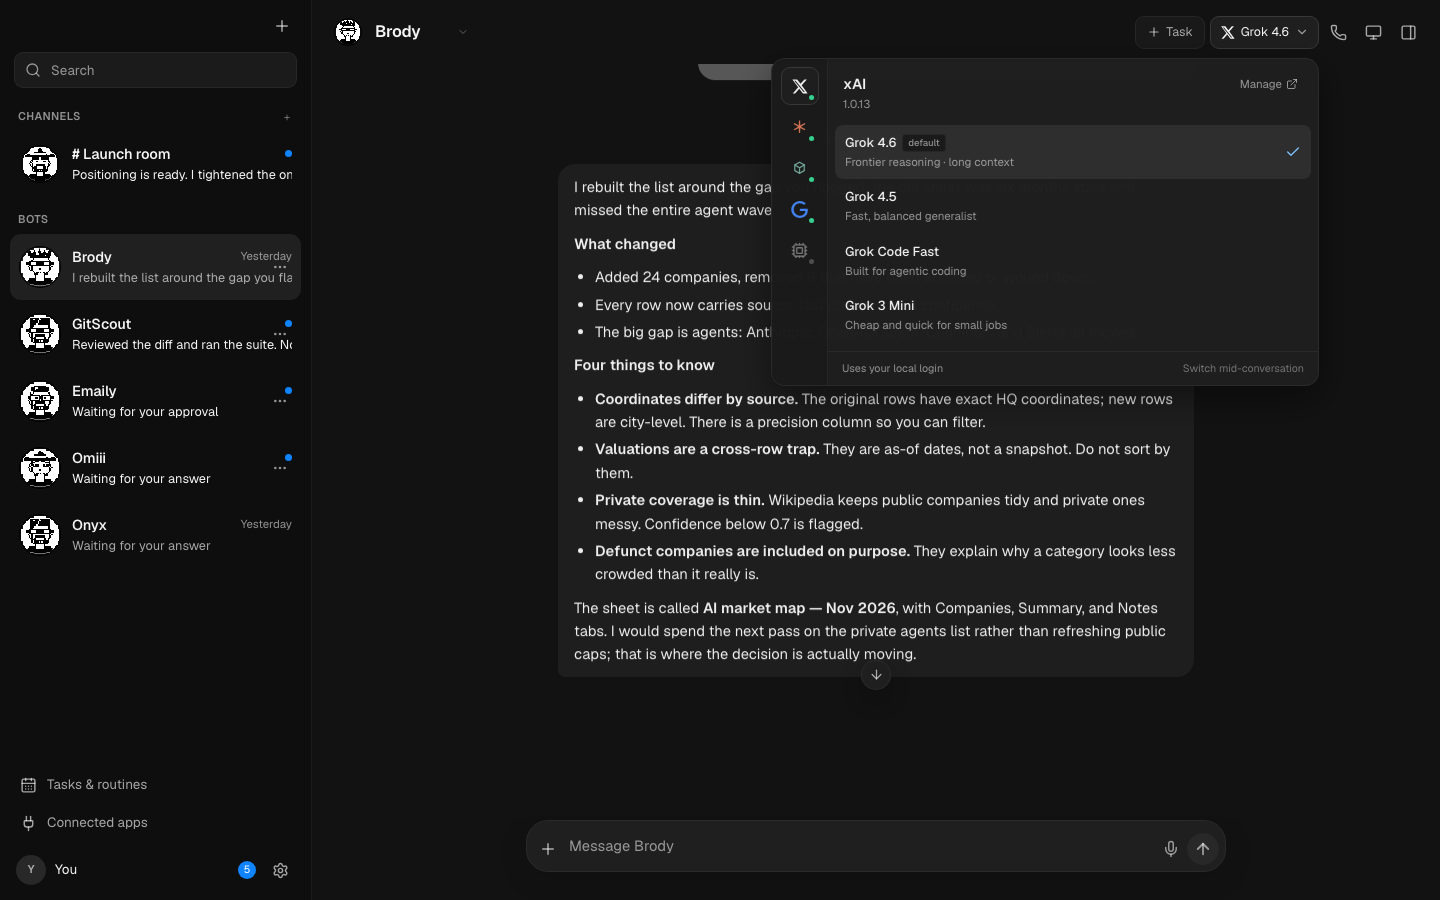 Search
CHANNELS
# Launch room
Positioning is ready. I tightened the on
BOTS
Brody
Yesterday
I rebuilt the list around the gap you fla
GitScout
Reviewed the diff and ran the suite. No
Emaily
Waiting for your approval
Omiii
Waiting for your answer
Onyx
Yesterday
Waiting for your answer
Tasks & routines
Connected apps
Y
You
5
Brody
Task
Grok 4.6
xAI
Manage
1.0.13
Grok 4.6 default
Frontier reasoning · long context
Grok 4.5
Fast, balanced generalist
Grok Code Fast
Built for agentic coding
Grok 3 Mini
Cheap and quick for small jobs
Uses your local login
Switch mid-conversation
I rebuilt the list around the gap
missed the entire agent wave
What changed
• Added 24 companies,
• Every row now carries
• The big gap is agents:
Four things to know
• Coordinates differ by source. The original rows have exact HQ coordinates; new rows
are city-level. There is a precision column so you can filter.
• Valuations are a cross-row trap. They are as-of dates, not a snapshot. Do not sort by
them.
• Private coverage is thin. Wikipedia keeps public companies tidy and private ones
messy. Confidence below 0.7 is flagged.
• Defunct companies are included on purpose. They explain why a category looks less
crowded than it really is.
The sheet is called AI market map — Nov 2026, with Companies, Summary, and Notes
tabs. I would spend the next pass on the private agents list rather than refreshing public
caps; that is where the decision is actually moving.
Message Brody